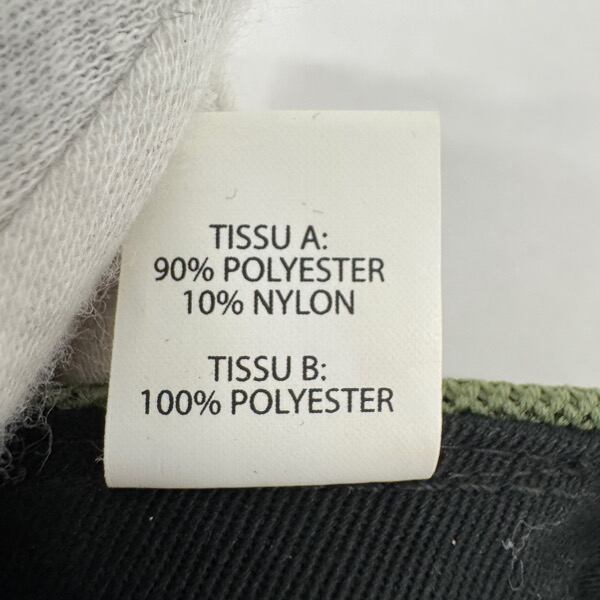 TISSU A:
90% POLYESTER
10% NYLON
TISSU B:
100% POLYESTER